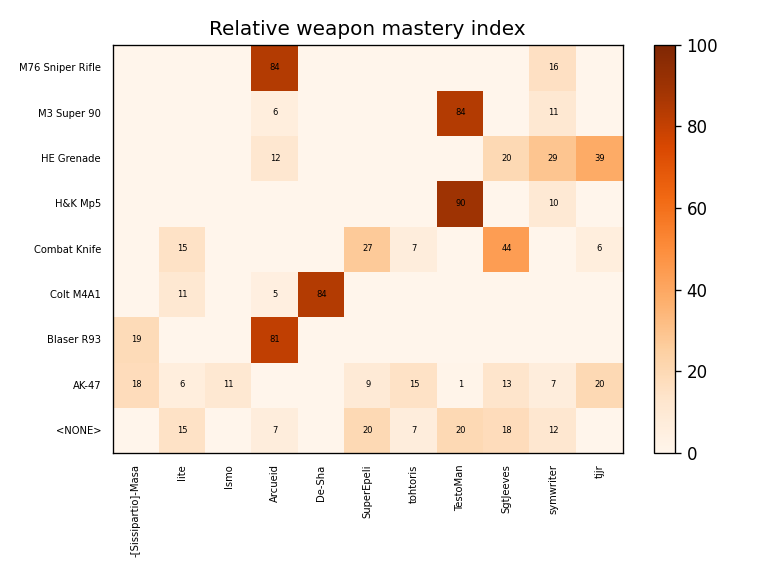 Relative weapon mastery index
M76 Sniper Rifle 84 16
M3 Super 90 6 84 11
HE Grenade 12 20 29 39
H&K Mp5 90 10
Combat Knife 15 27 7 44 6
Colt M4A1 11 5 84
Blaser R93 19 81
AK-47 18 6 11 9 15 1 13 7 20
<NONE> 15 7 20 7 20 18 12
-[Sissipartio]-Masa
lite
Ismo
Arcueid
De-Sha
SuperEpeli
tohtoris
TestoMan
SgtJeeves
symwriter
tjjr
100
80
60
40
20
0